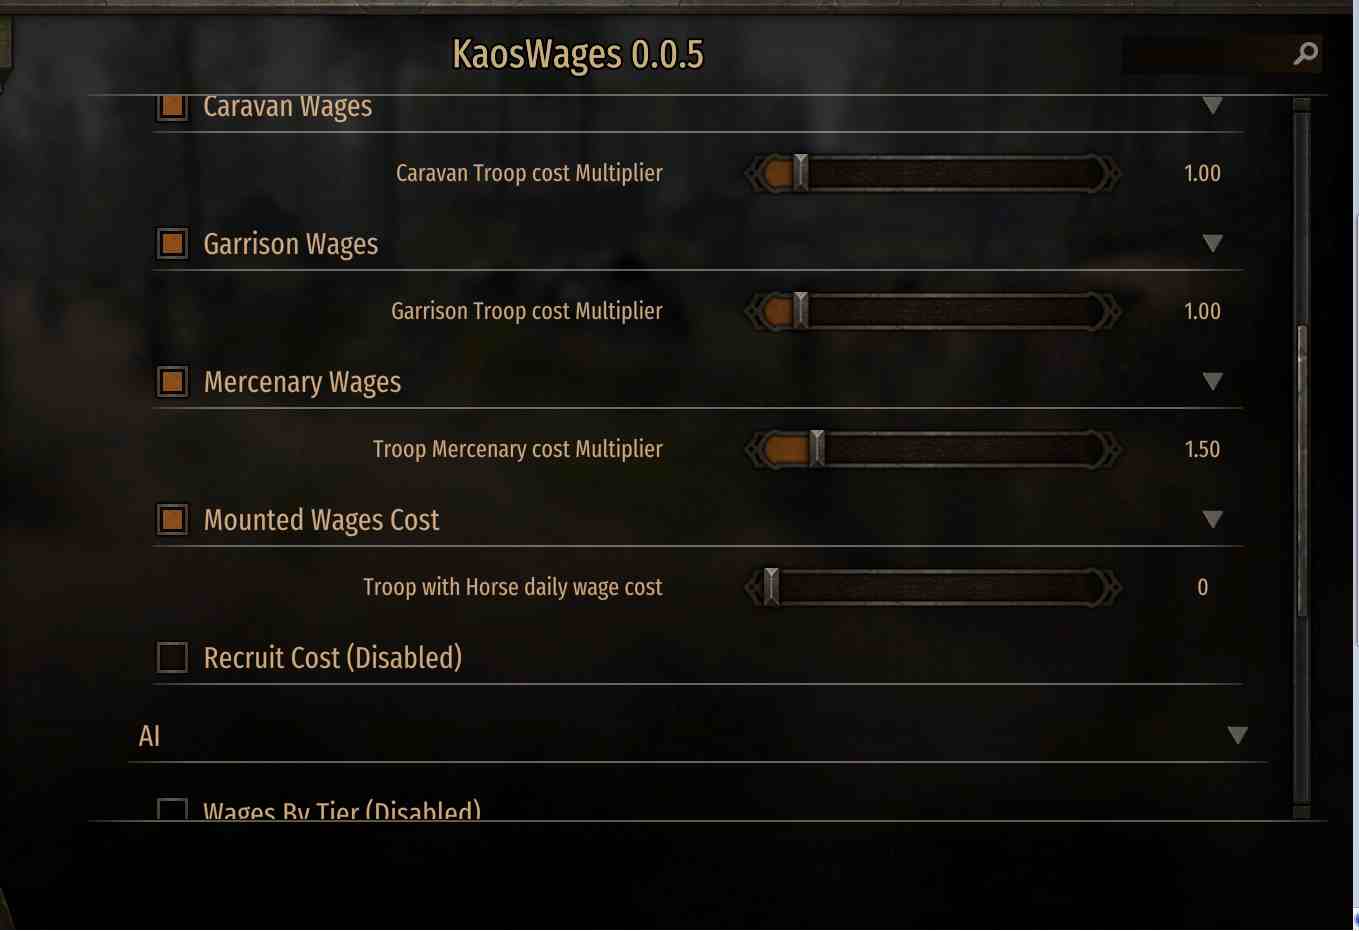 KaosWages 0.0.5
Caravan Wages
Caravan Troop cost Multiplier 1.00
Garrison Wages
Garrison Troop cost Multiplier 1.00
Mercenary Wages
Troop Mercenary cost Multiplier 1.50
Mounted Wages Cost
Troop with Horse daily wage cost 0
Recruit Cost (Disabled)
AI
Wages By Tier (Disabled)